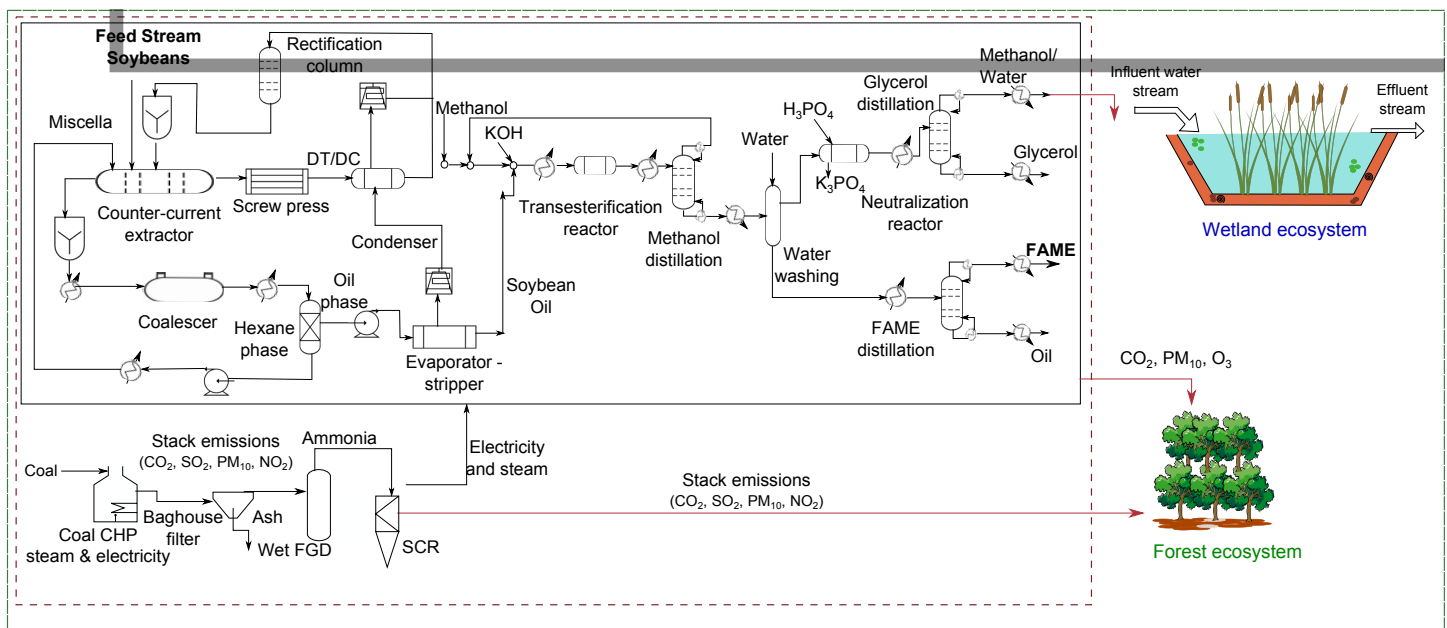 Feed Stream
Soybeans
Rectification
column
Miscella
DT/DC
Counter-current
extractor
Screw press
Condenser
Coalescer
Hexane
phase
Oil
phase
Evaporator -
stripper
Soybean
Oil
Methanol
KOH
Transesterification
reactor
Methanol
distillation
Water
Water
washing
H3PO4
K3PO4
Neutralization
reactor
Glycerol
distillation
Methanol/
Water
Glycerol
FAME
FAME
distillation
Oil
Influent water
stream
Effluent
stream
Wetland ecosystem
CO2, PM10, O3
Forest ecosystem
Electricity
and steam
Coal
Coal CHP
steam & electricity
Stack emissions
(CO2, SO2, PM10, NO2)
Baghouse
filter
Ash
Wet FGD
Ammonia
SCR
Stack emissions
(CO2, SO2, PM10, NO2)